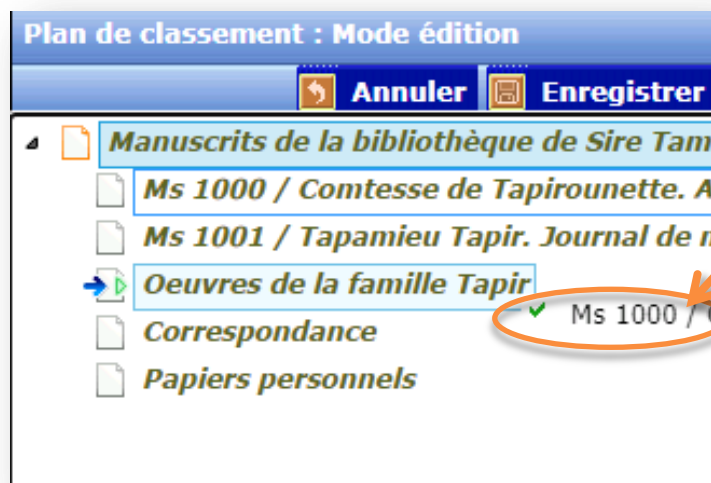 Plan de classement : Mode édition
Annuler Enregistrer
Manuscrits de la bibliothèque de Sire
Ms 1000 / Comtesse de Tapirounette.
Ms 1001 / Tapamieu Tapir. Journal de
Oeuvres de la famille Tapir
Ms 1000 /
Correspondance
Papiers personnels